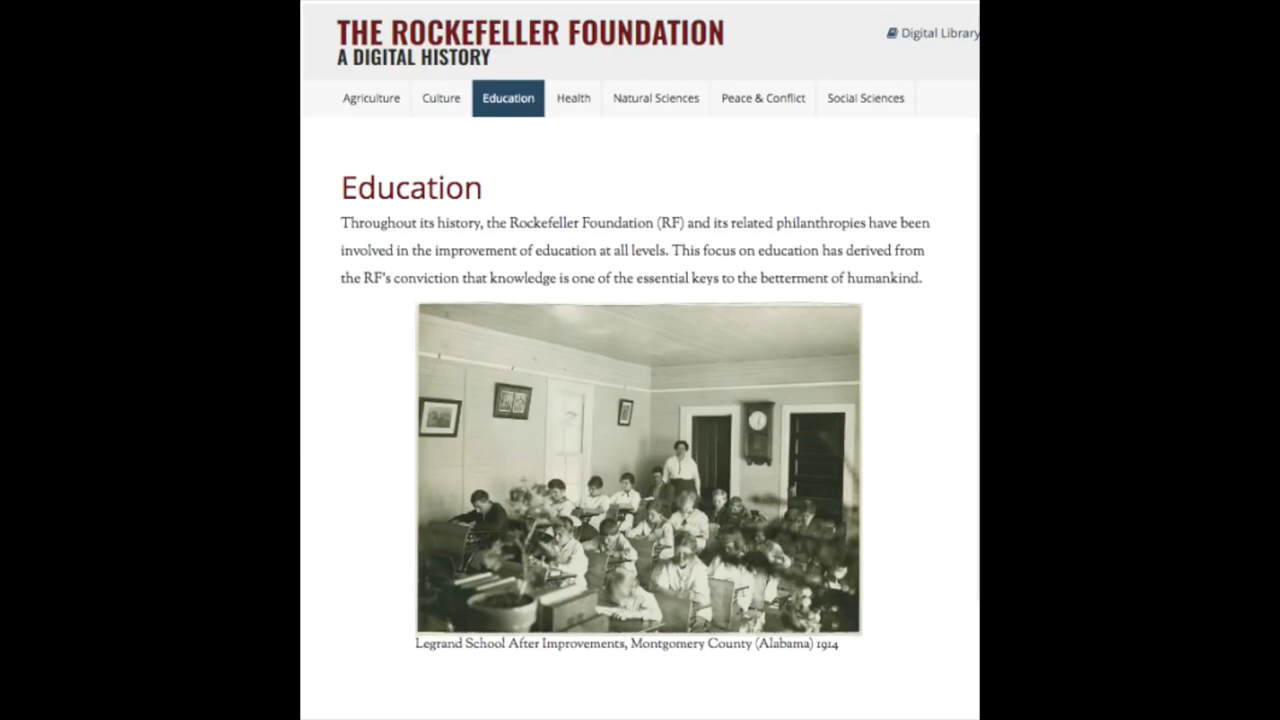 THE ROCKEFELLER FOUNDATION
A DIGITAL HISTORY
Digital Library
Agriculture
Culture
Education
Health
Natural Sciences
Peace & Conflict
Social Sciences
Education
Throughout its history, the Rockefeller Foundation (RF) and its related philanthropies have been
involved in the improvement of education at all levels. This focus on education has derived from
the RF's conviction that knowledge is one of the essential keys to the betterment of humankind.
Legrand School After Improvements, Montgomery County (Alabama) 1914